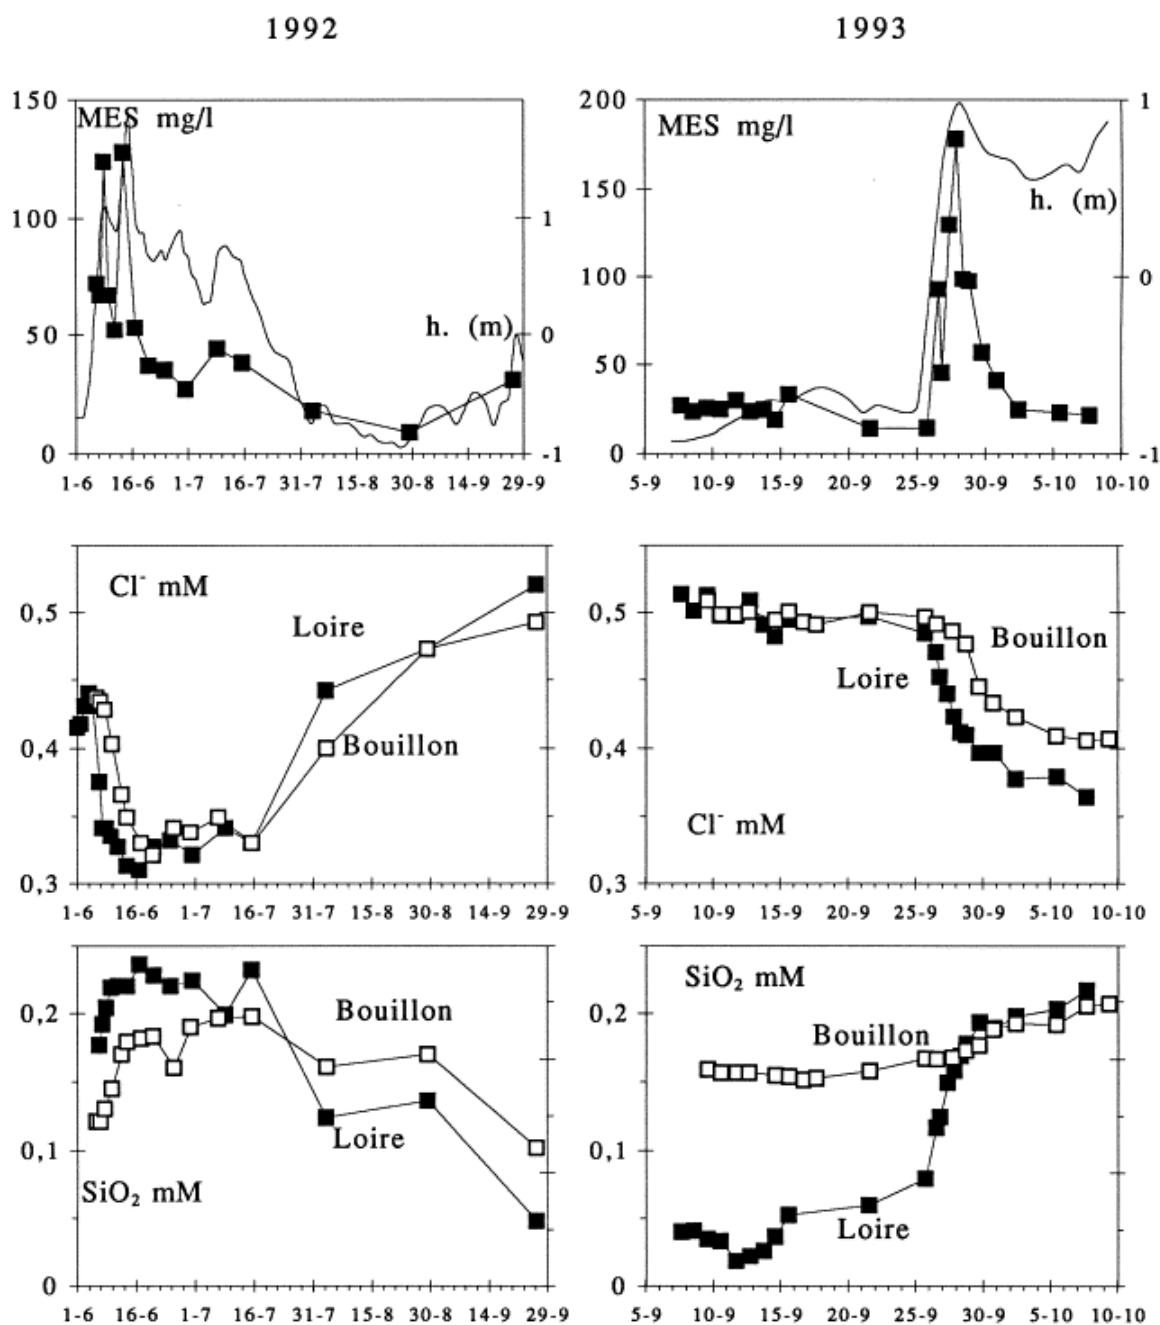 1992
1993
150
100
50
0
MES mg/l
h. (m)
1
0
-1
1-6 16-6 1-7 16-7 31-7 15-8 30-8 14-9 29-9
200
150
100
50
0
MES mg/l
h. (m)
1
0
-1
5-9 10-9 15-9 20-9 25-9 30-9 5-10 10-10
Cl⁻ mM
0,5
0,4
0,3
Loire
Bouillon
1-6 16-6 1-7 16-7 31-7 15-8 30-8 14-9 29-9
0,5
0,4
0,3
Bouillon
Loire
Cl⁻ mM
5-9 10-9 15-9 20-9 25-9 30-9 5-10 10-10
0,2
0,1
0
Bouillon
Loire
SiO₂ mM
1-6 16-6 1-7 16-7 31-7 15-8 30-8 14-9 29-9
SiO₂ mM
0,2
0,1
0
Bouillon
Loire
5-9 10-9 15-9 20-9 25-9 30-9 5-10 10-10